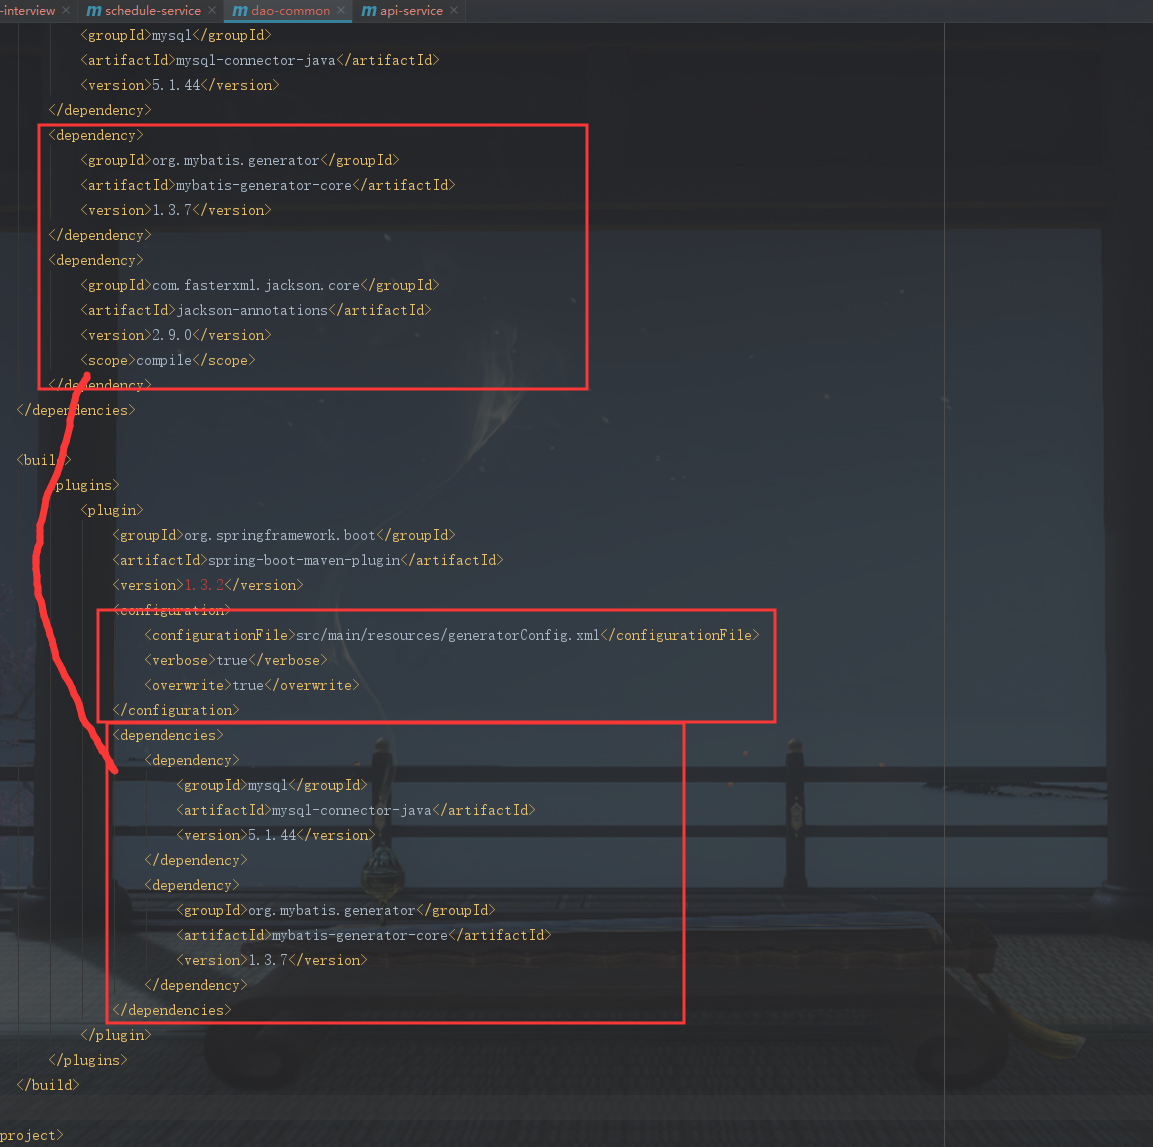 -interview
schedule-service
dao-common
api-service
<groupId>mysql</groupId>
<artifactId>mysql-connector-java</artifactId>
<version>5.1.44</version>
</dependency>
<dependency>
<groupId>org.mybatis.generator</groupId>
<artifactId>mybatis-generator-core</artifactId>
<version>1.3.7</version>
</dependency>
<dependency>
<groupId>com.fasterxml.jackson.core</groupId>
<artifactId>jackson-annotations</artifactId>
<version>2.9.0</version>
<scope>compile</scope>
</dependency>
</dependencies>
<build>
plugins>
<plugin>
<groupId>org.springframework.boot</groupId>
<artifactId>spring-boot-maven-plugin</artifactId>
<version>1.3.2</version>
<configuration>
<configurationFile>src/main/resources/generatorConfig.xml</configurationFile>
<verbose>true</verbose>
<overwrite>true</overwrite>
</configuration>
<dependencies>
<dependency>
<groupId>mysql</groupId>
<artifactId>mysql-connector-java</artifactId>
<version>5.1.44</version>
</dependency>
<dependency>
<groupId>org.mybatis.generator</groupId>
<artifactId>mybatis-generator-core</artifactId>
<version>1.3.7</version>
</dependency>
</dependencies>
</plugin>
</plugins>
</build>
project>